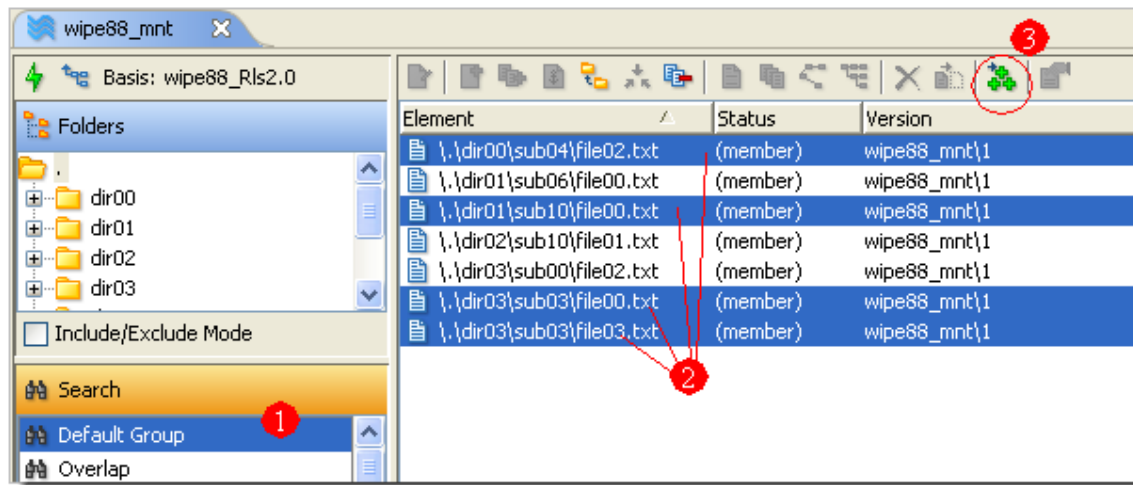 wipe88_mnt
3
Basis: wipe88_Rls2.0
Folders
Element Status Version
.
dir00
dir01
dir02
dir03
\.\dir00\sub04\file02.txt (member) wipe88_mnt\1
\.\dir01\sub06\file00.txt (member) wipe88_mnt\1
\.\dir01\sub10\file00.txt (member) wipe88_mnt\1
\.\dir02\sub10\file01.txt (member) wipe88_mnt\1
\.\dir03\sub00\file02.txt (member) wipe88_mnt\1
\.\dir03\sub03\file00.txt (member) wipe88_mnt\1
\.\dir03\sub03\file03.txt (member) wipe88_mnt\1
Include/Exclude Mode
2
Search
1
Default Group
Overlap